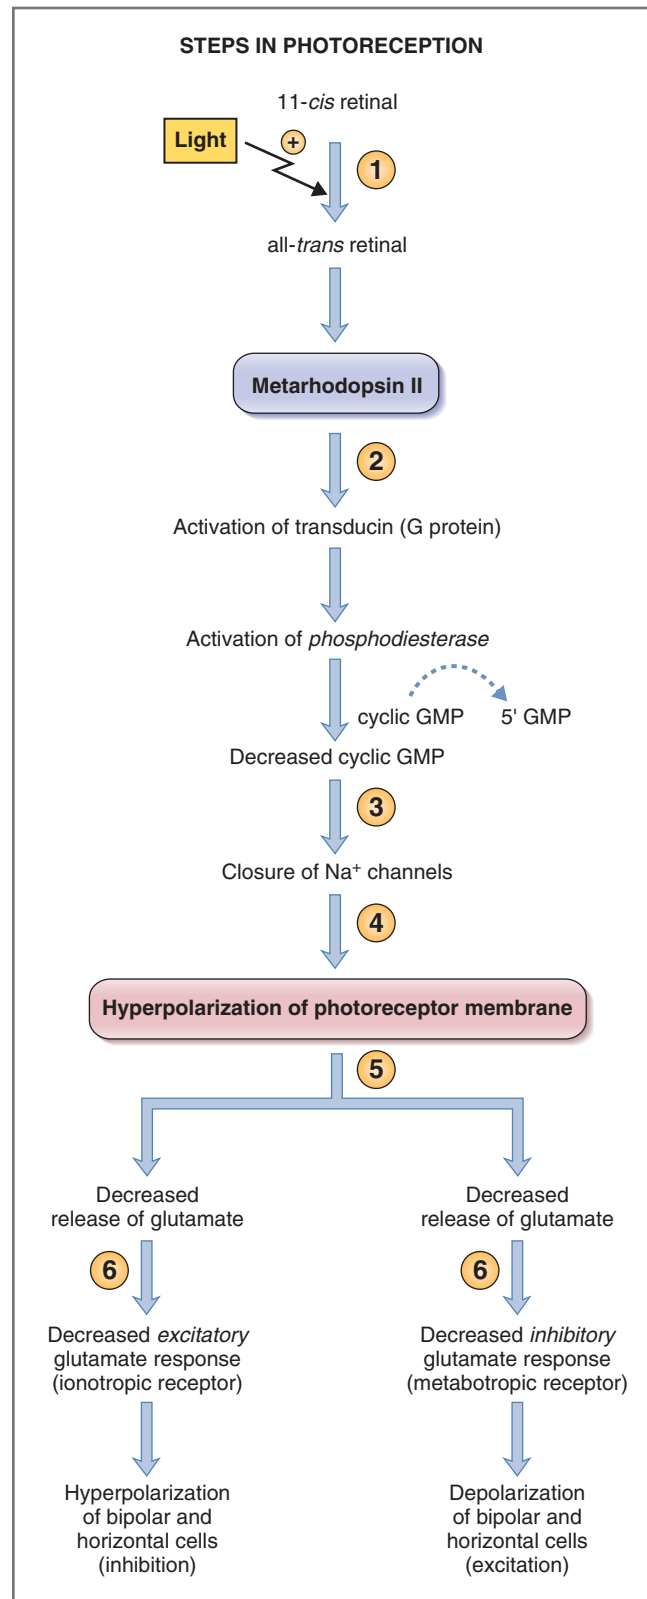 STEPS IN PHOTORECEPTION
11-cis retinal
Light
+
1
all-trans retinal
Metarhodopsin II
2
Activation of transducin (G protein)
Activation of phosphodiesterase
cyclic GMP 5' GMP
Decreased cyclic GMP
3
Closure of Na⁺ channels
4
Hyperpolarization of photoreceptor membrane
5
Decreased
release of glutamate
6
Decreased excitatory
glutamate response
(ionotropic receptor)
Hyperpolarization
of bipolar and
horizontal cells
(inhibition)
Decreased
release of glutamate
6
Decreased inhibitory
glutamate response
(metabotropic receptor)
Depolarization
of bipolar and
horizontal cells
(excitation)